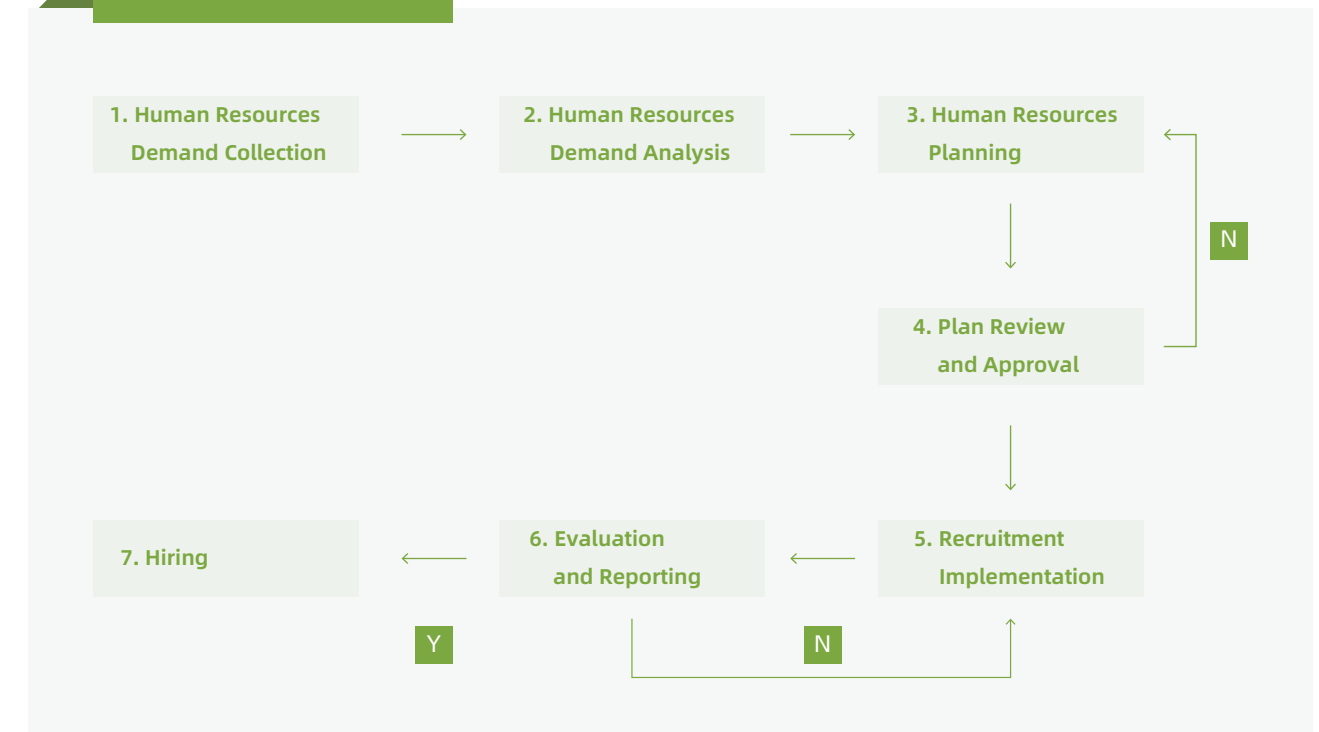 1. Human Resources
Demand Collection
2. Human Resources
Demand Analysis
3. Human Resources
Planning
N
4. Plan Review
and Approval
5. Recruitment
Implementation
6. Evaluation
and Reporting
7. Hiring
Y
N